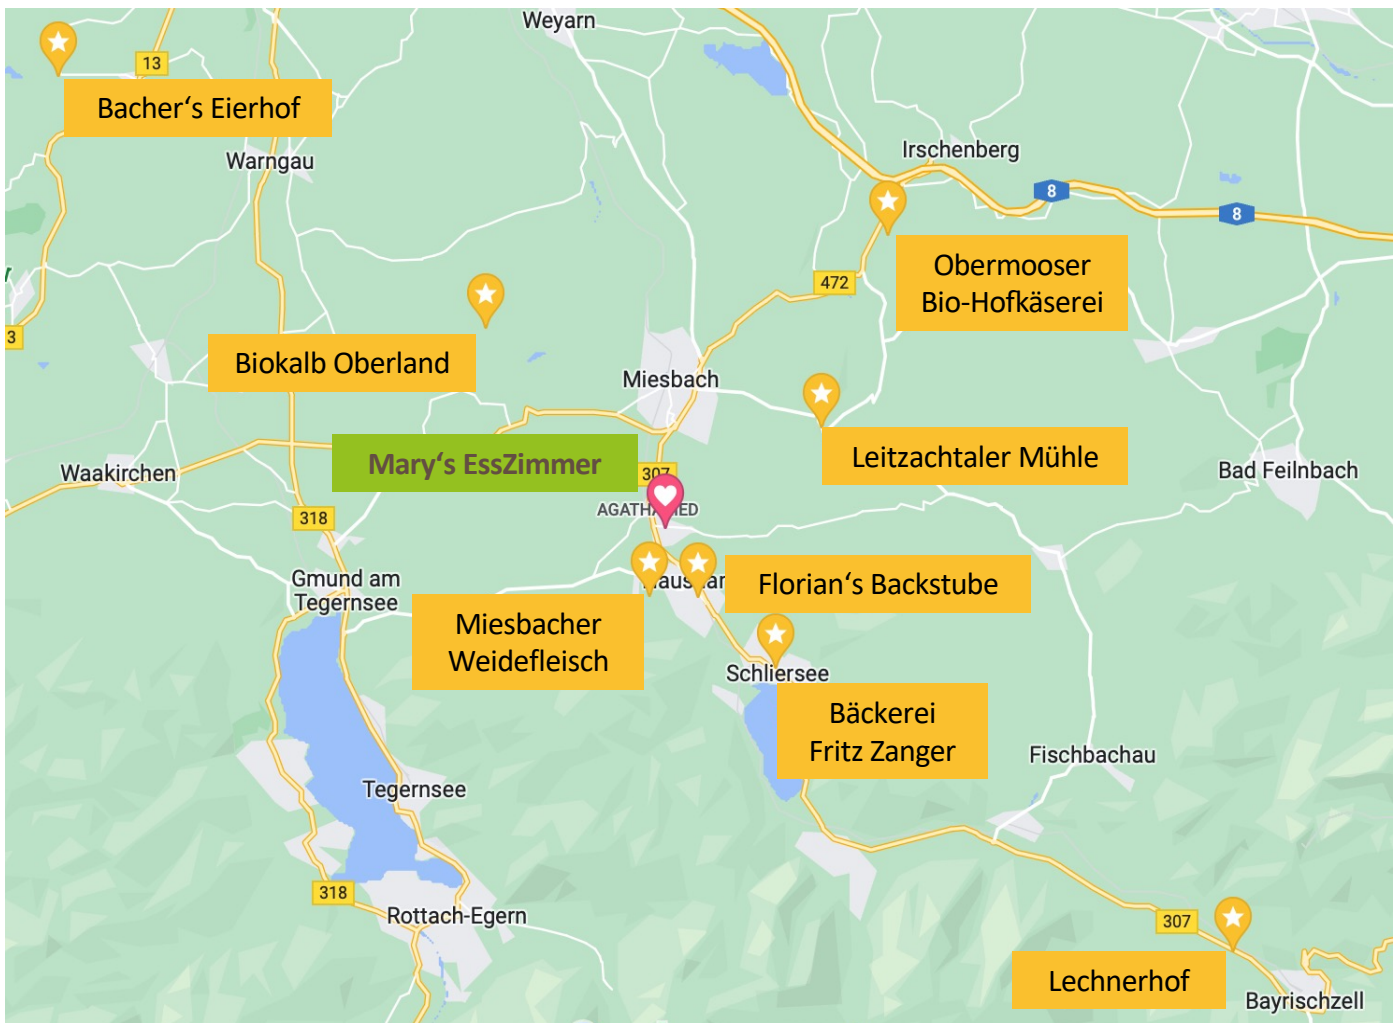 Weyarn
13
Bacher‘s Eierhof
Warngau
Irschenberg
8
8
Obermooser
Bio-Hofkäserei
472
3
Biokalb Oberland
Miesbach
Mary‘s EssZimmer
Leitzachtaler Mühle
Waakirchen
307
Bad Feilnbach
318
Gmund am
Tegernsee
Florian‘s Backstube
Miesbacher
Weidefleisch
Schliersee
Bäckerei
Fritz Zanger
Fischbachau
Tegernsee
318
Rottach-Egern
307
Lechnerhof
Bayrischzell